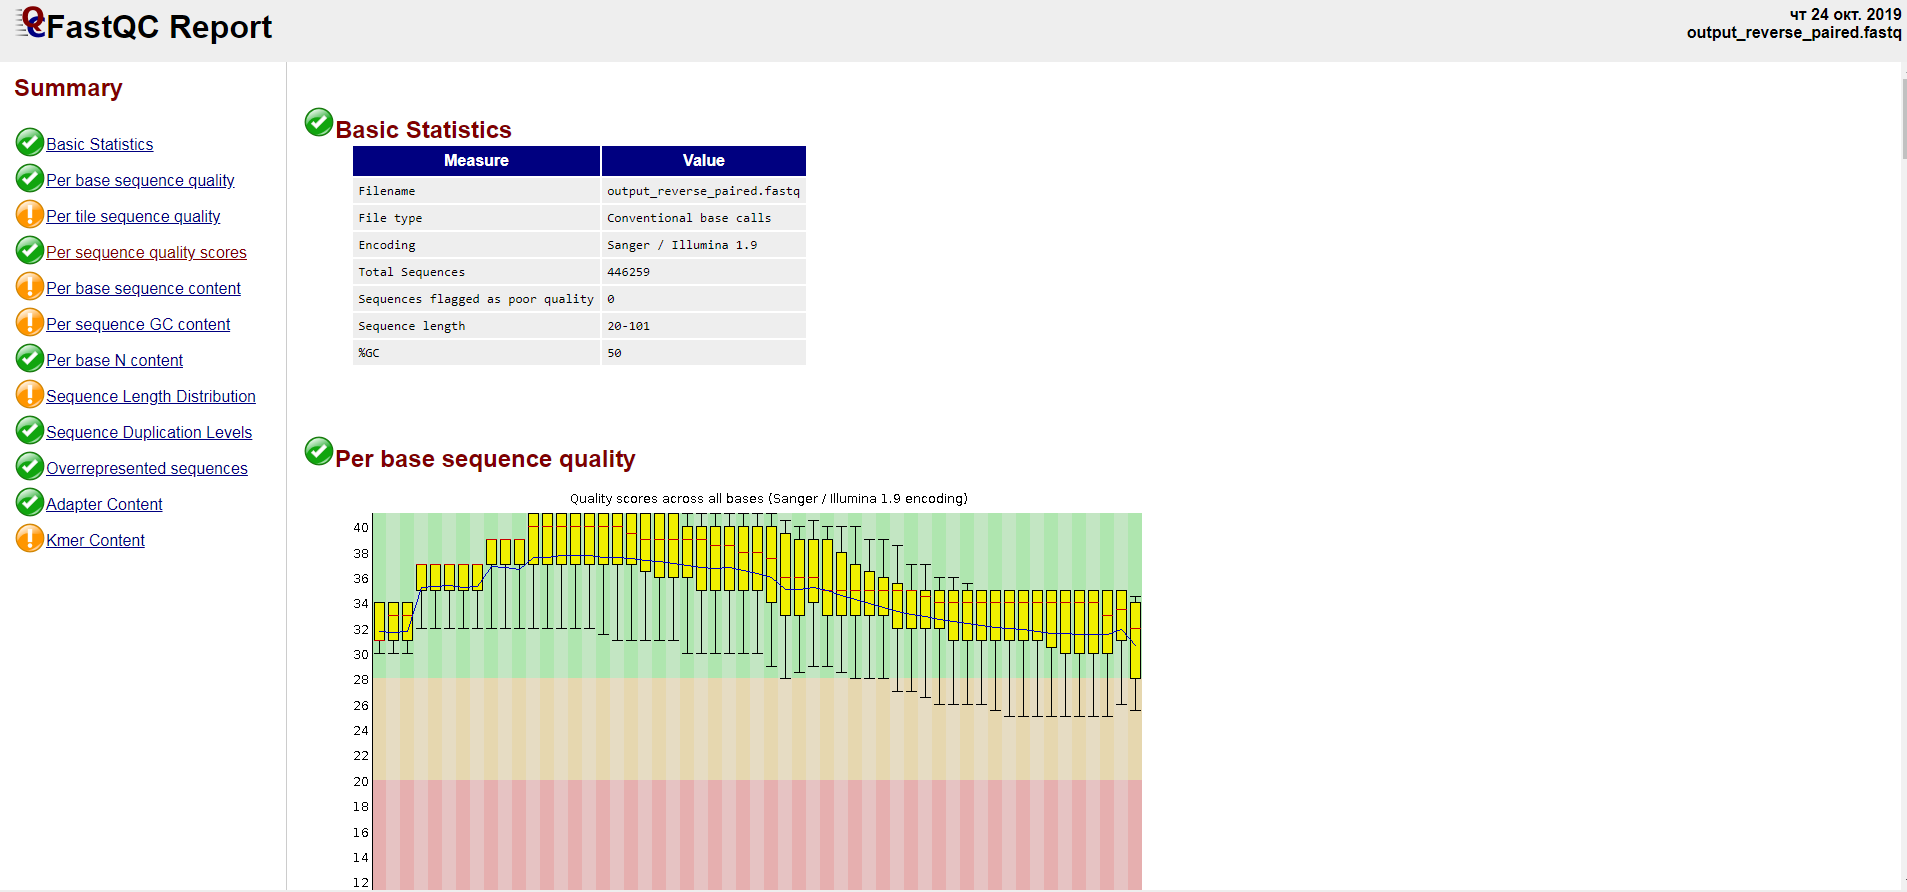 FastQC Report
чт 24 окт. 2019
output_reverse_paired.fastq
Summary
Basic Statistics
Per base sequence quality
Per tile sequence quality
Per sequence quality scores
Per base sequence content
Per sequence GC content
Per base N content
Sequence Length Distribution
Sequence Duplication Levels
Overrepresented sequences
Adapter Content
Kmer Content
Basic Statistics
Measure Value
Filename output_reverse_paired.fastq
File type Conventional base calls
Encoding Sanger / Illumina 1.9
Total Sequences 446259
Sequences flagged as poor quality 0
Sequence length 20-101
%GC 50
Per base sequence quality
Quality scores across all bases (Sanger / Illumina 1.9 encoding)
40
38
36
34
32
30
28
26
24
22
20
18
16
14
12